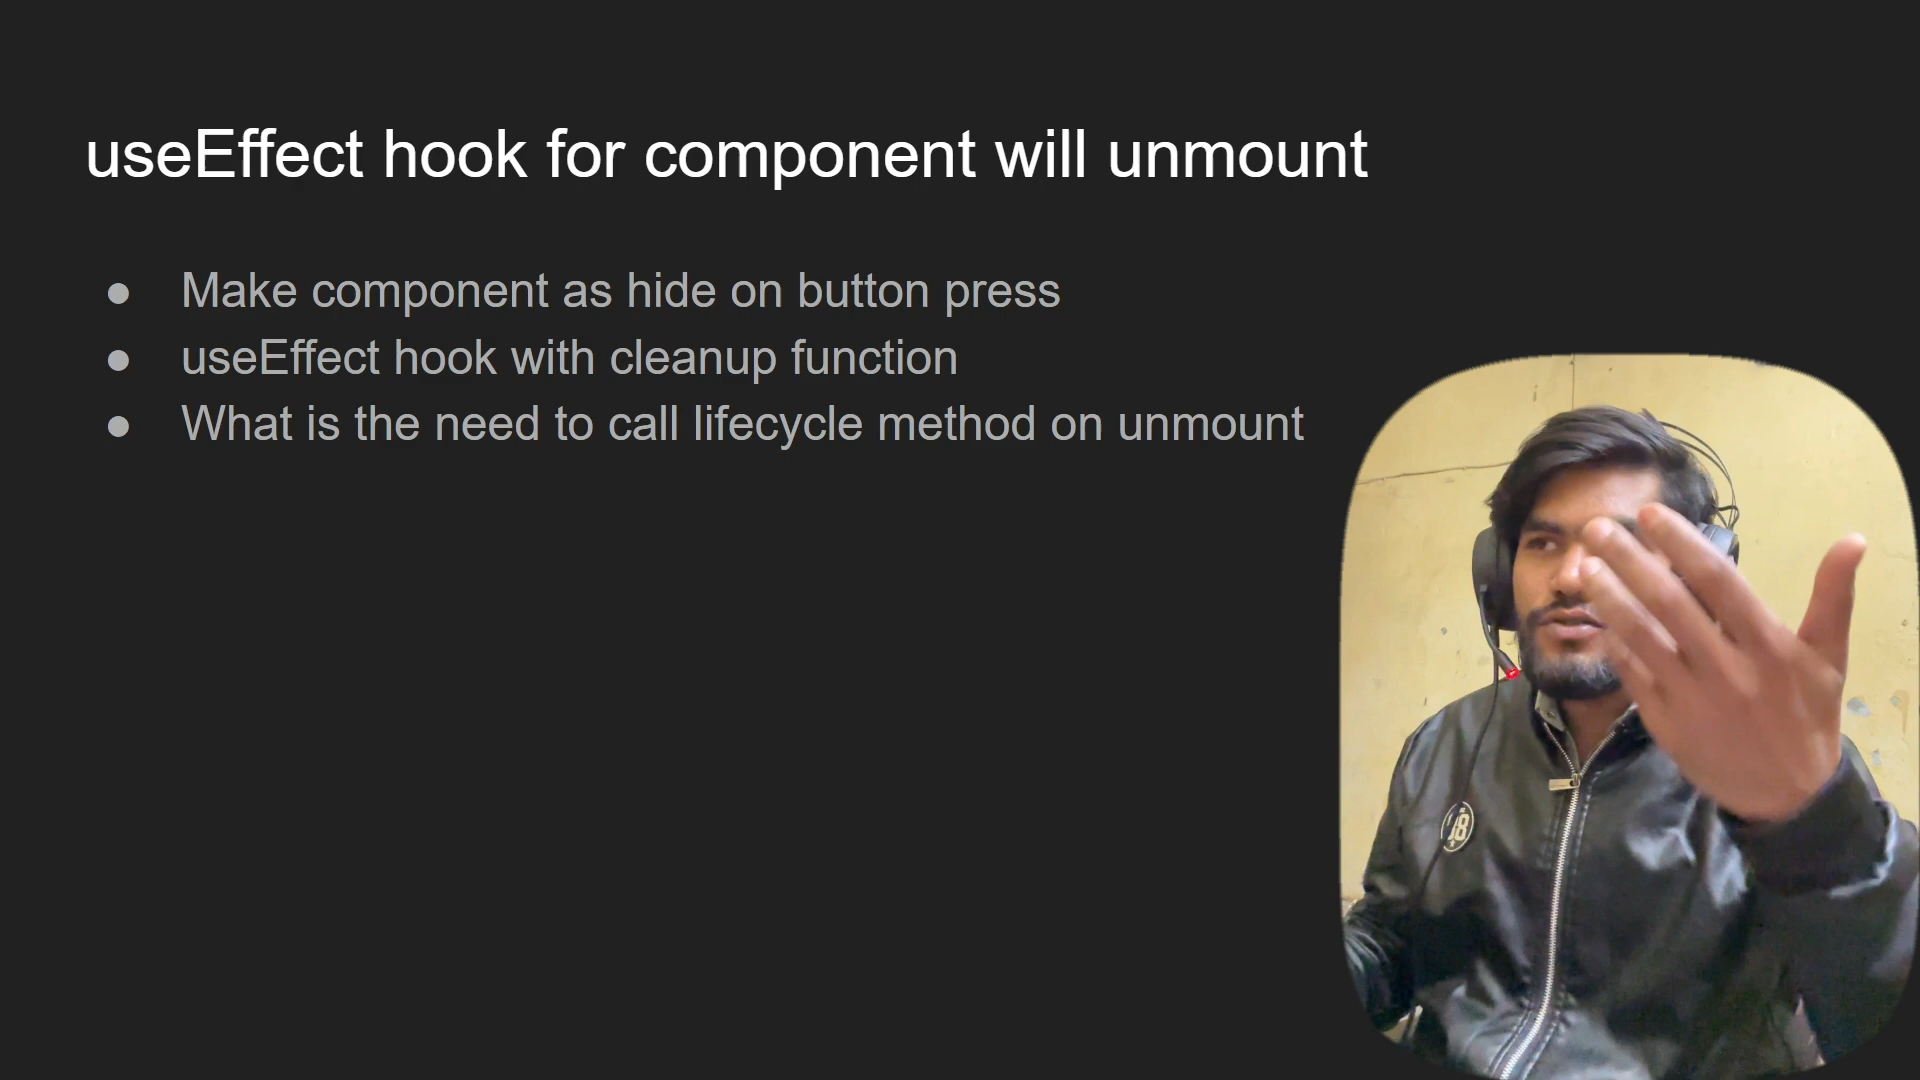 useEffect hook for component will unmount
Make component as hide on button press
useEffect hook with cleanup function
What is the need to call lifecycle method on unmount